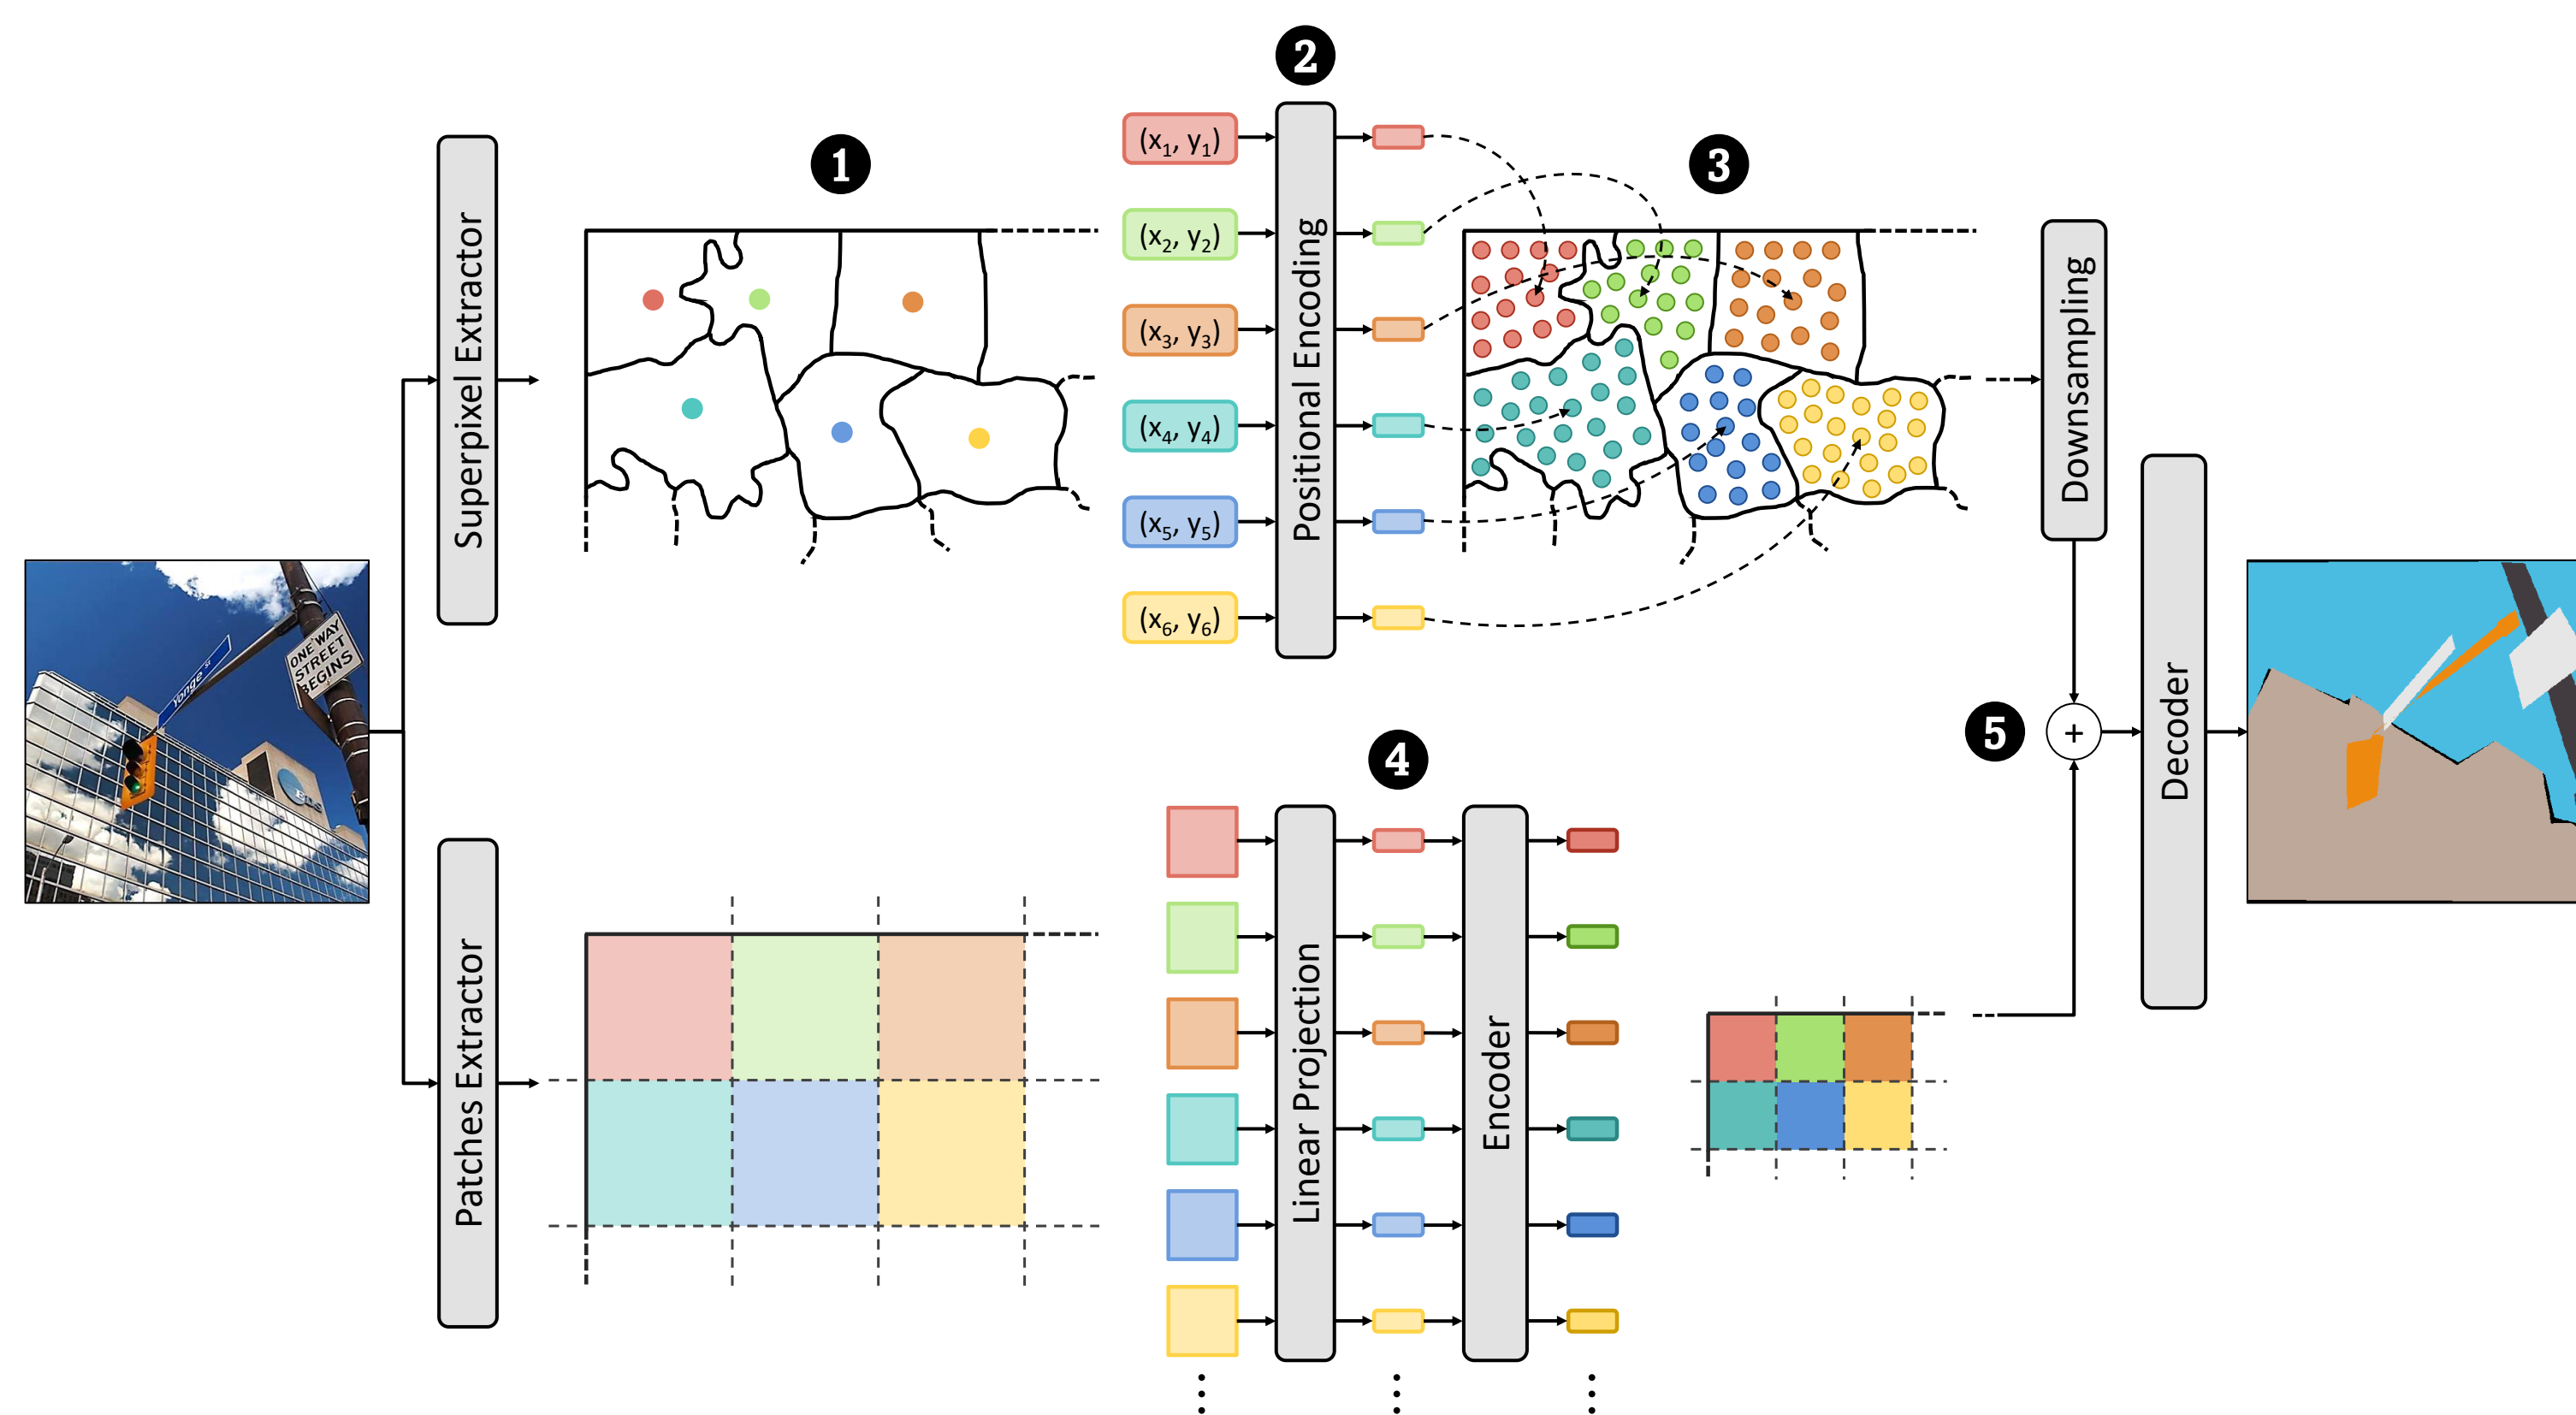 1
2
3
4
5
Superpixel Extractor
Patches Extractor
(x₁, y₁)
(x₂, y₂)
(x₃, y₃)
(x₄, y₄)
(x₅, y₅)
(x₆, y₆)
Positional Encoding
Linear Projection
Encoder
Downsampling
+
Decoder
Yonge St
ONE WAY
STREET
BEGINS